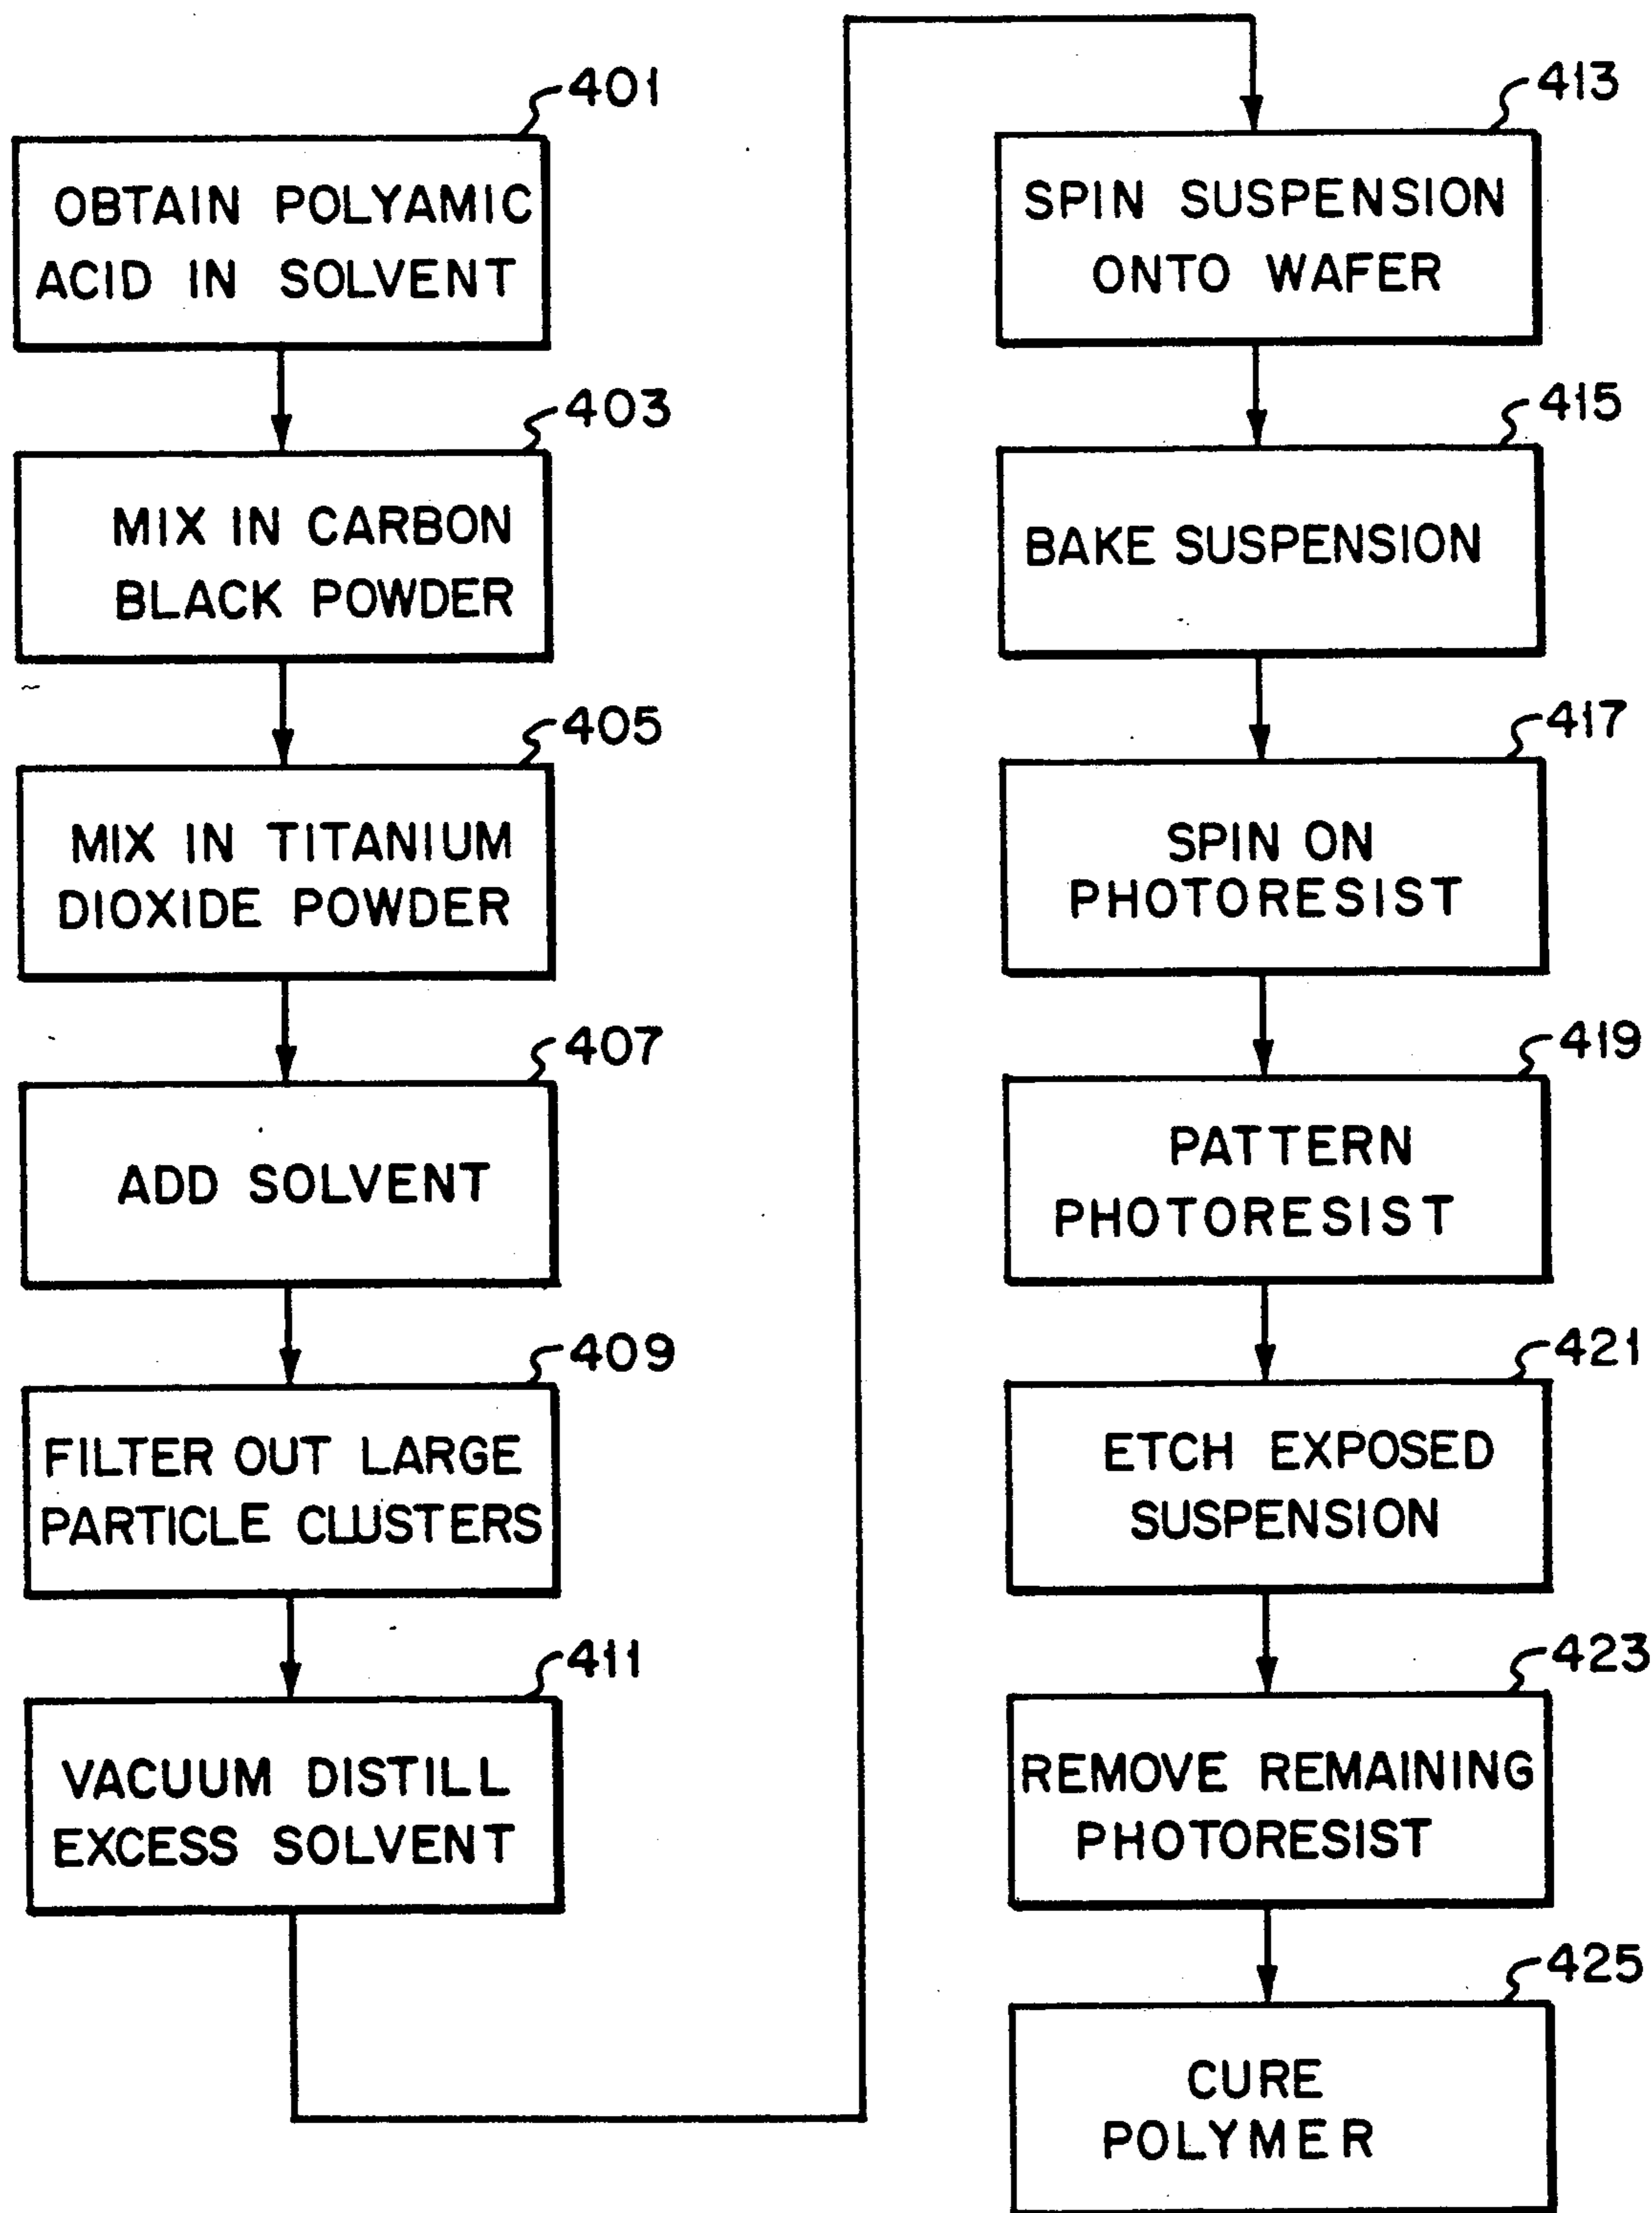 401
OBTAIN POLYAMIC
ACID IN SOLVENT
403
MIX IN CARBON
BLACK POWDER
405
MIX IN TITANIUM
DIOXIDE POWDER
407
ADD SOLVENT
409
FILTER OUT LARGE
PARTICLE CLUSTERS
411
VACUUM DISTILL
EXCESS SOLVENT
413
SPIN SUSPENSION
ONTO WAFER
415
BAKE SUSPENSION
417
SPIN ON
PHOTORESIST
419
PATTERN
PHOTORESIST
421
ETCH EXPOSED
SUSPENSION
423
REMOVE REMAINING
PHOTORESIST
425
CURE
POLYMER